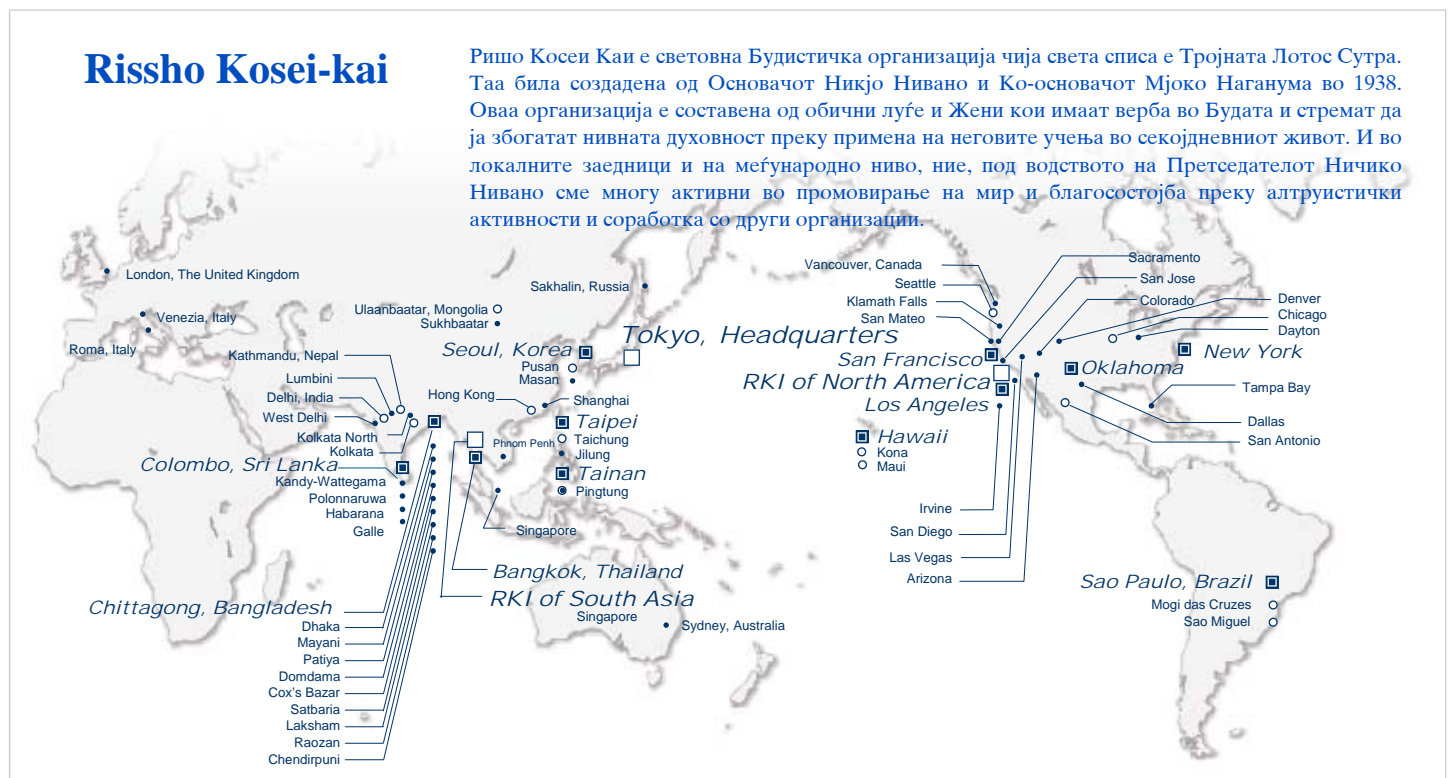 Rissho Kosei-kai
Ришо Косеи Каи е световна Будистичка организација чија света списа е Тројната Лотос Сутра.
Таа била создадена од Основачот Никјо Нивано и Ко-основачот Мјоко Наганума во 1938.
Оваа организација е составена од обични луѓе и Жени кои имаат верба во Будата и стремат да
ја збогатат нивната духовност преку примена на неговите учења во секојдневниот живот. И во
локалните заедници и на меѓународно ниво, ние, под водството на Претседателот Ничико
Нивано сме многу активни во промовирање на мир и благосостојба преку алтруистички
активности и соработка со други организации.
London, The United Kingdom
Venezia, Italy
Roma, Italy
Sakhalin, Russia
Ulaanbaatar, Mongolia
Sukhbaatar
Tokyo, Headquarters
Seoul, Korea
Pusan
Masan
Kathmandu, Nepal
Lumbini
Delhi, India
West Delhi
Kolkata North
Kolkata
Hong Kong
Shanghai
Taipei
Taichung
Jilung
Tainan
Pingtung
Phnom Penh
Colombo, Sri Lanka
Kandy-Wattegama
Polonnaruwa
Habarana
Galle
Singapore
Bangkok, Thailand
RKI of South Asia
Singapore
Sydney, Australia
Chittagong, Bangladesh
Dhaka
Mayani
Patiya
Domdama
Cox's Bazar
Satbaria
Laksham
Raozan
Chendirpuni
Vancouver, Canada
Seattle
Klamath Falls
San Mateo
San Francisco
RKI of North America
Los Angeles
Hawaii
Kona
Maui
Irvine
San Diego
Las Vegas
Arizona
Sacramento
San Jose
Colorado
Denver
Chicago
Dayton
New York
Oklahoma
Tampa Bay
Dallas
San Antonio
Sao Paulo, Brazil
Mogi das Cruzes
Sao Miguel